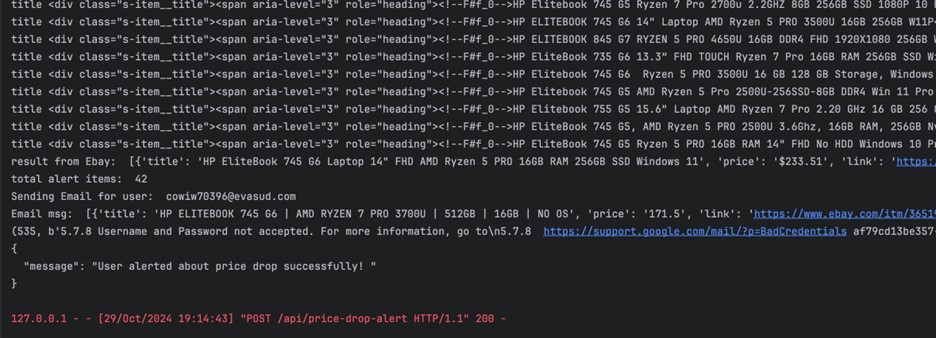 title <div class="s-item__title"><span aria-level="3" role="heading"><!--F#f_0-->HP Elitebook 745 G5 Ryzen 7 Pro 2700u 2.2GHZ 8GB 256GB SSD 1080P 10
title <div class="s-item__title"><span aria-level="3" role="heading"><!--F#f_0-->HP EliteBook 745 G6 14" Laptop AMD Ryzen 5 PRO 3500U 16GB 256GB W11P
title <div class="s-item__title"><span aria-level="3" role="heading"><!--F#f_0-->HP ELITEBOOK 845 G7 RYZEN 5 PRO 4650U 16GB DDR4 FHD 1920X1080 256GB
title <div class="s-item__title"><span aria-level="3" role="heading"><!--F#f_0-->HP EliteBook 735 G6 13.3” FHD TOUCH Ryzen 7 Pro 16GB RAM 256GB SSD
title <div class="s-item__title"><span aria-level="3" role="heading"><!--F#f_0-->HP EliteBook 745 G6  Ryzen 5 PRO 3500U 16 GB 128 GB Storage, Windows
title <div class="s-item__title"><span aria-level="3" role="heading"><!--F#f_0-->HP EliteBook 745 G5 AMD Ryzen 5 Pro 2500U-256SSD-8GB DDR4 Win 11 Pro
title <div class="s-item__title"><span aria-level="3" role="heading"><!--F#f_0-->HP Elitebook 755 G5 15.6" Laptop AMD Ryzen 7 Pro 2.20 GHz 16 GB 256
title <div class="s-item__title"><span aria-level="3" role="heading"><!--F#f_0-->HP EliteBook 745 G5, AMD Ryzen 5 PRO 2500U 3.6Ghz, 16GB RAM, 256GB
title <div class="s-item__title"><span aria-level="3" role="heading"><!--F#f_0-->HP EliteBook 745 G5 Ryzen 5 PRO 16GB RAM 14" FHD No HDD Windows 10
result from Ebay:  [{'title': 'HP EliteBook 745 G6 Laptop 14" FHD AMD Ryzen 5 PRO 16GB RAM 256GB SSD Windows 11', 'price': '$233.51', 'link': 'https:
total alert items:  42
Sending Email for user:  cowiw70396@evasud.com
Email msg:  [{'title': 'HP ELITEBOOK 745 G6 | AMD RYZEN 7 PRO 3700U | 512GB | 16GB | NO OS', 'price': '171.5', 'link': 'https://www.ebay.com/itm/3651
(535, b'5.7.8 Username and Password not accepted. For more information, go to\n5.7.8  https://support.google.com/mail/?p=BadCredentials af79cd13be357
{
"message": "User alerted about price drop successfully! "
}
127.0.0.1 - - [29/Oct/2024 19:14:43] "POST /api/price-drop-alert HTTP/1.1" 200 -